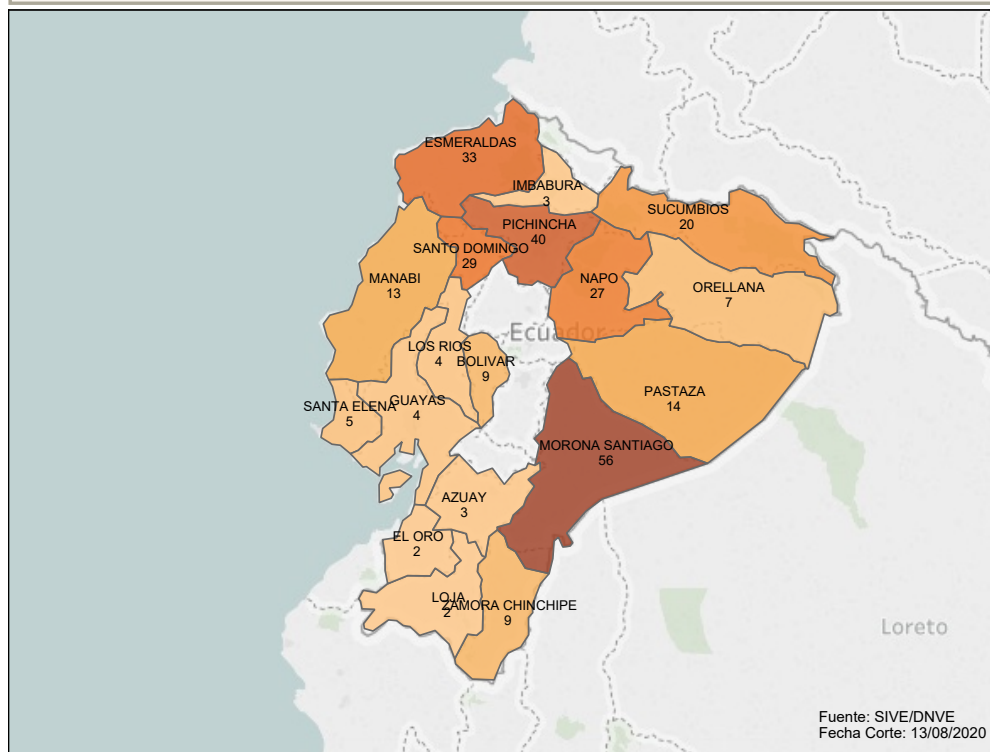 ESMERALDAS
33
IMBABURA
3
SUCUMBIOS
20
PICHINCHA
40
SANTO DOMINGO
29
MANABI
13
NAPO
27
ORELLANA
7
Ecuador
LOS RIOS
4
BOLIVAR
9
PASTAZA
14
SANTA ELENA
5
GUAYAS
4
MORONA SANTIAGO
56
AZUAY
3
EL ORO
2
LOJA
2
ZAMORA CHINCHIPE
9
Loreto
Fuente: SIVE/DNVE
Fecha Corte: 13/08/2020